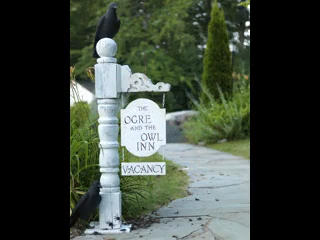 THE
OGRE
AND THE
OWL
INN
VACANCY